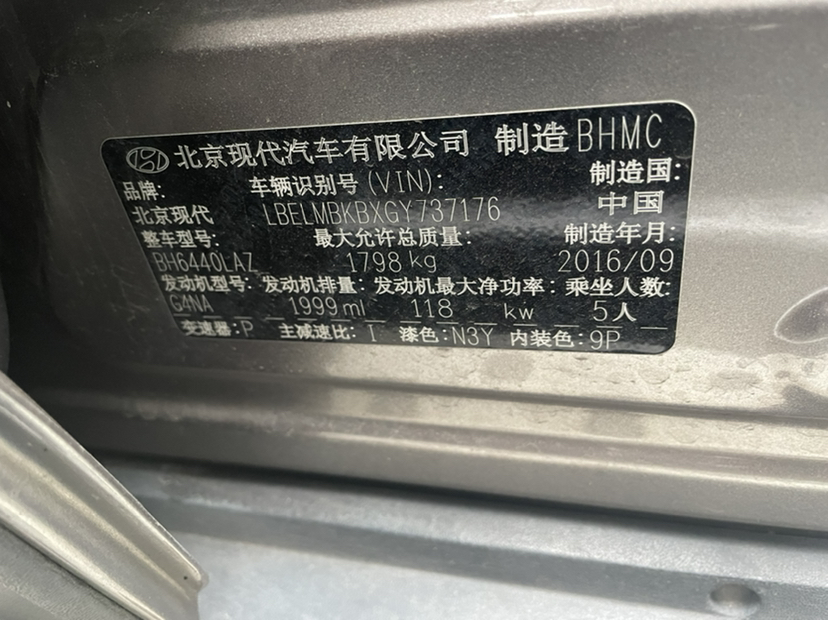 北京现代汽车有限公司 制造 BHMC
品牌: 车辆识别号(VIN): 制造国:
北京现代 LBELMBKBXGY737176 中国
整车型号: 最大允许总质量: 制造年月:
BH6440LAZ 1798 kg 2016/09
发动机型号: 发动机排量: 发动机最大净功率: 乘坐人数:
G4NA 1999 ml 118 kw 5人
变速器:P 主减速比:I 漆色:N3Y 内装色:9P